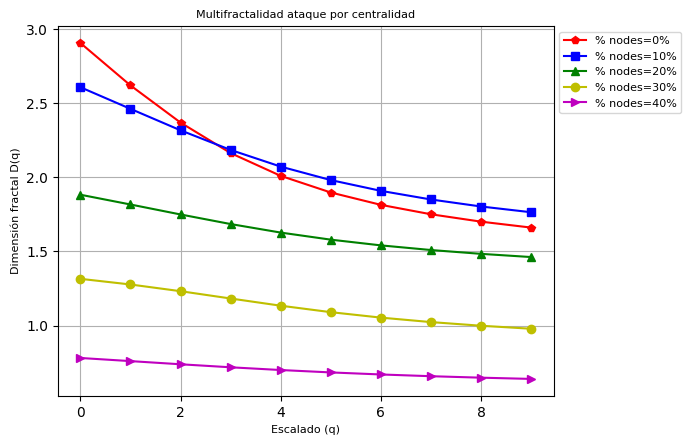 Multifractalidad ataque por centralidad
Dimensión fractal D(q)
3.0
2.5
2.0
1.5
1.0
0
2
4
6
8
Escalado (q)
% nodes=0%
% nodes=10%
% nodes=20%
% nodes=30%
% nodes=40%